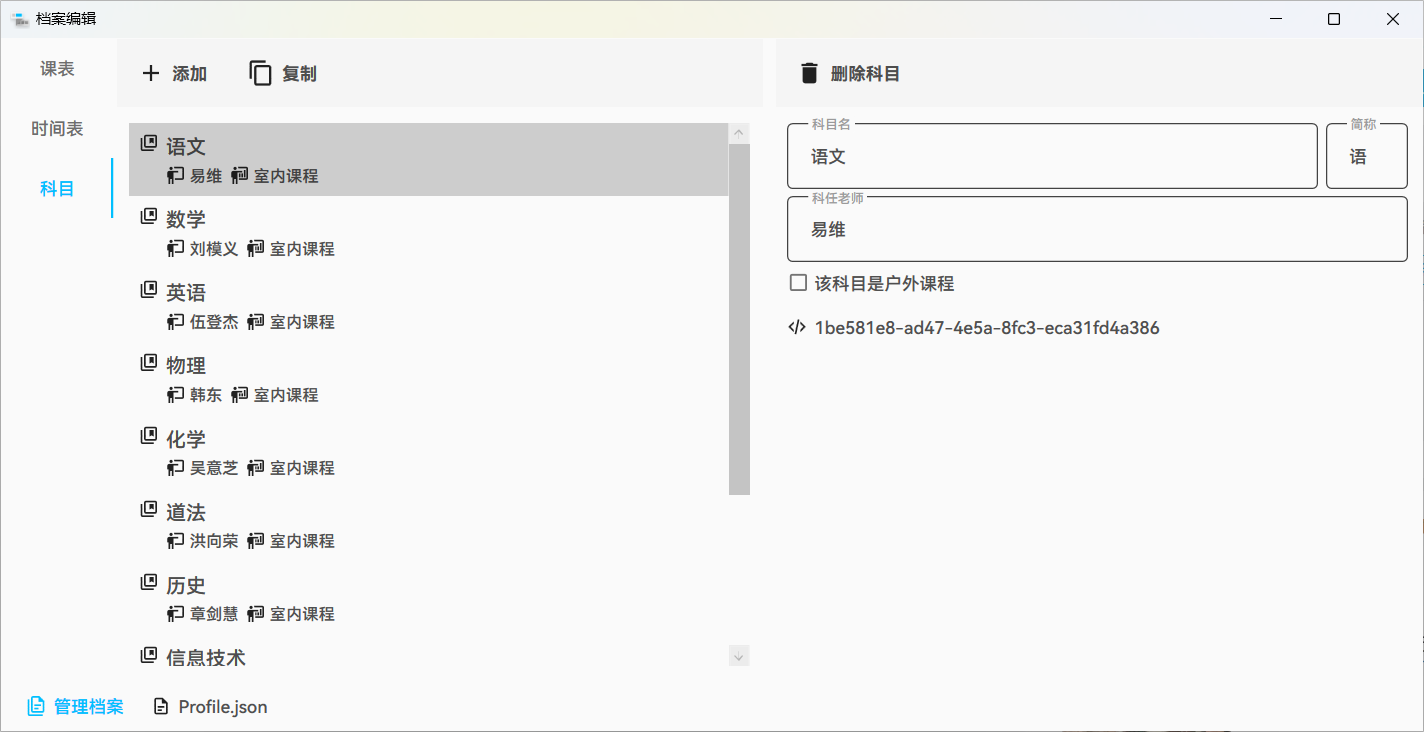 档案编辑
课表
时间表
科目
添加 复制
语文
易维 室内课程
数学
刘模义 室内课程
英语
伍登杰 室内课程
物理
韩东 室内课程
化学
吴意芝 室内课程
道法
洪向荣 室内课程
历史
章剑慧 室内课程
信息技术
删除科目
科目名
语文
简称
语
科任老师
易维
该科目是户外课程
1be581e8-ad47-4e5a-8fc3-eca31fd4a386
管理档案 Profile.json